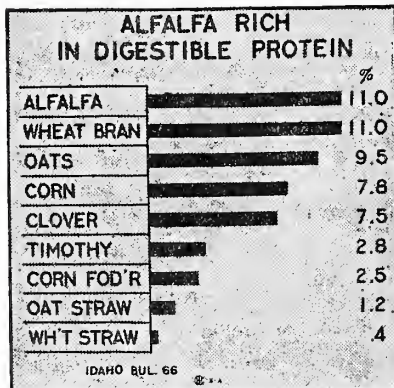 ALFALFA RICH
IN DIGESTIBLE PROTEIN
%
ALFALFA 11.0
WHEAT BRAN 11.0
OATS 9.5
CORN 7.8
CLOVER 7.5
TIMOTHY 2.8
CORN FOD'R 2.5
OAT STRAW 1.2
WH'T STRAW .4
IDAHO BUL. 66